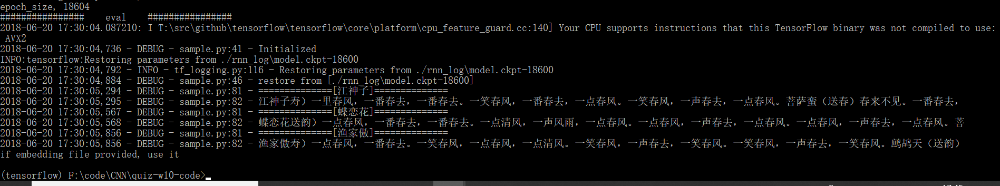 epoch_size, 18604
################ eval ################
2018-06-20 17:30:04.087210: I T:\src\github\tensorflow\tensorflow\core\platform\cpu_feature_guard.cc:140] Your CPU supports instructions that this TensorFlow binary was not compiled to use:
AVX2
2018-06-20 17:30:04,736 - DEBUG - sample.py:41 - Initialized
INFO:tensorflow:Restoring parameters from ./rnn_log\model.ckpt-18600
2018-06-20 17:30:04,792 - INFO - tf_logging.py:116 - Restoring parameters from ./rnn_log\model.ckpt-18600
2018-06-20 17:30:04,884 - DEBUG - sample.py:46 - restore from [./rnn_log\model.ckpt-18600]
2018-06-20 17:30:05,294 - DEBUG - sample.py:81 - ==============[江神子]==============
2018-06-20 17:30:05,295 - DEBUG - sample.py:82 - 江神子寿）一里春风，一番春去，一番春去。一笑春风，一番春去，一点春风。一笑春风，一声春去，一点春风。菩萨蛮（送春）春来不见。一番春去，
2018-06-20 17:30:05,567 - DEBUG - sample.py:81 - ==============[蝶恋花]==============
2018-06-20 17:30:05,568 - DEBUG - sample.py:82 - 蝶恋花送韵）一点春风，一番春去，一番春去。一点清风，一声风雨，一点春风。一点春风，一声春去，一点春风。一点春风，一声春去，一点春风。菩
2018-06-20 17:30:05,856 - DEBUG - sample.py:81 - ==============[渔家傲]==============
2018-06-20 17:30:05,856 - DEBUG - sample.py:82 - 渔家傲寿）一点春风，一番春去。一笑春风，一点春风，一点清风。一笑春风，一声春去，一笑春风。一笑春风，一声春去，一笑春风。鹧鸪天（送韵）
if embedding file provided, use it
(tensorflow) F:\code\CNN\quiz-w10-code>